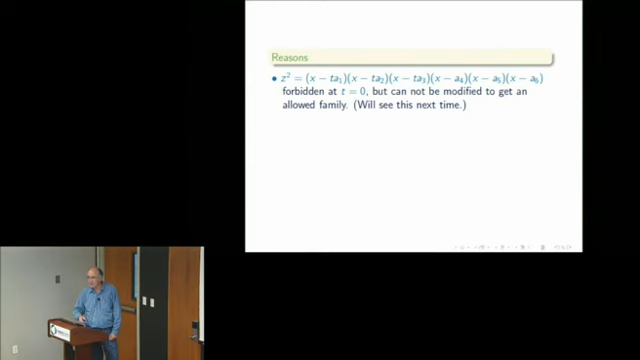 Reasons
• z² = (x − ta₁)(x − ta₂)(x − ta₃)(x − a₄)(x − a₅)(x − a₆)
forbidden at t = 0, but can not be modified to get an
allowed family. (Will see this next time.)